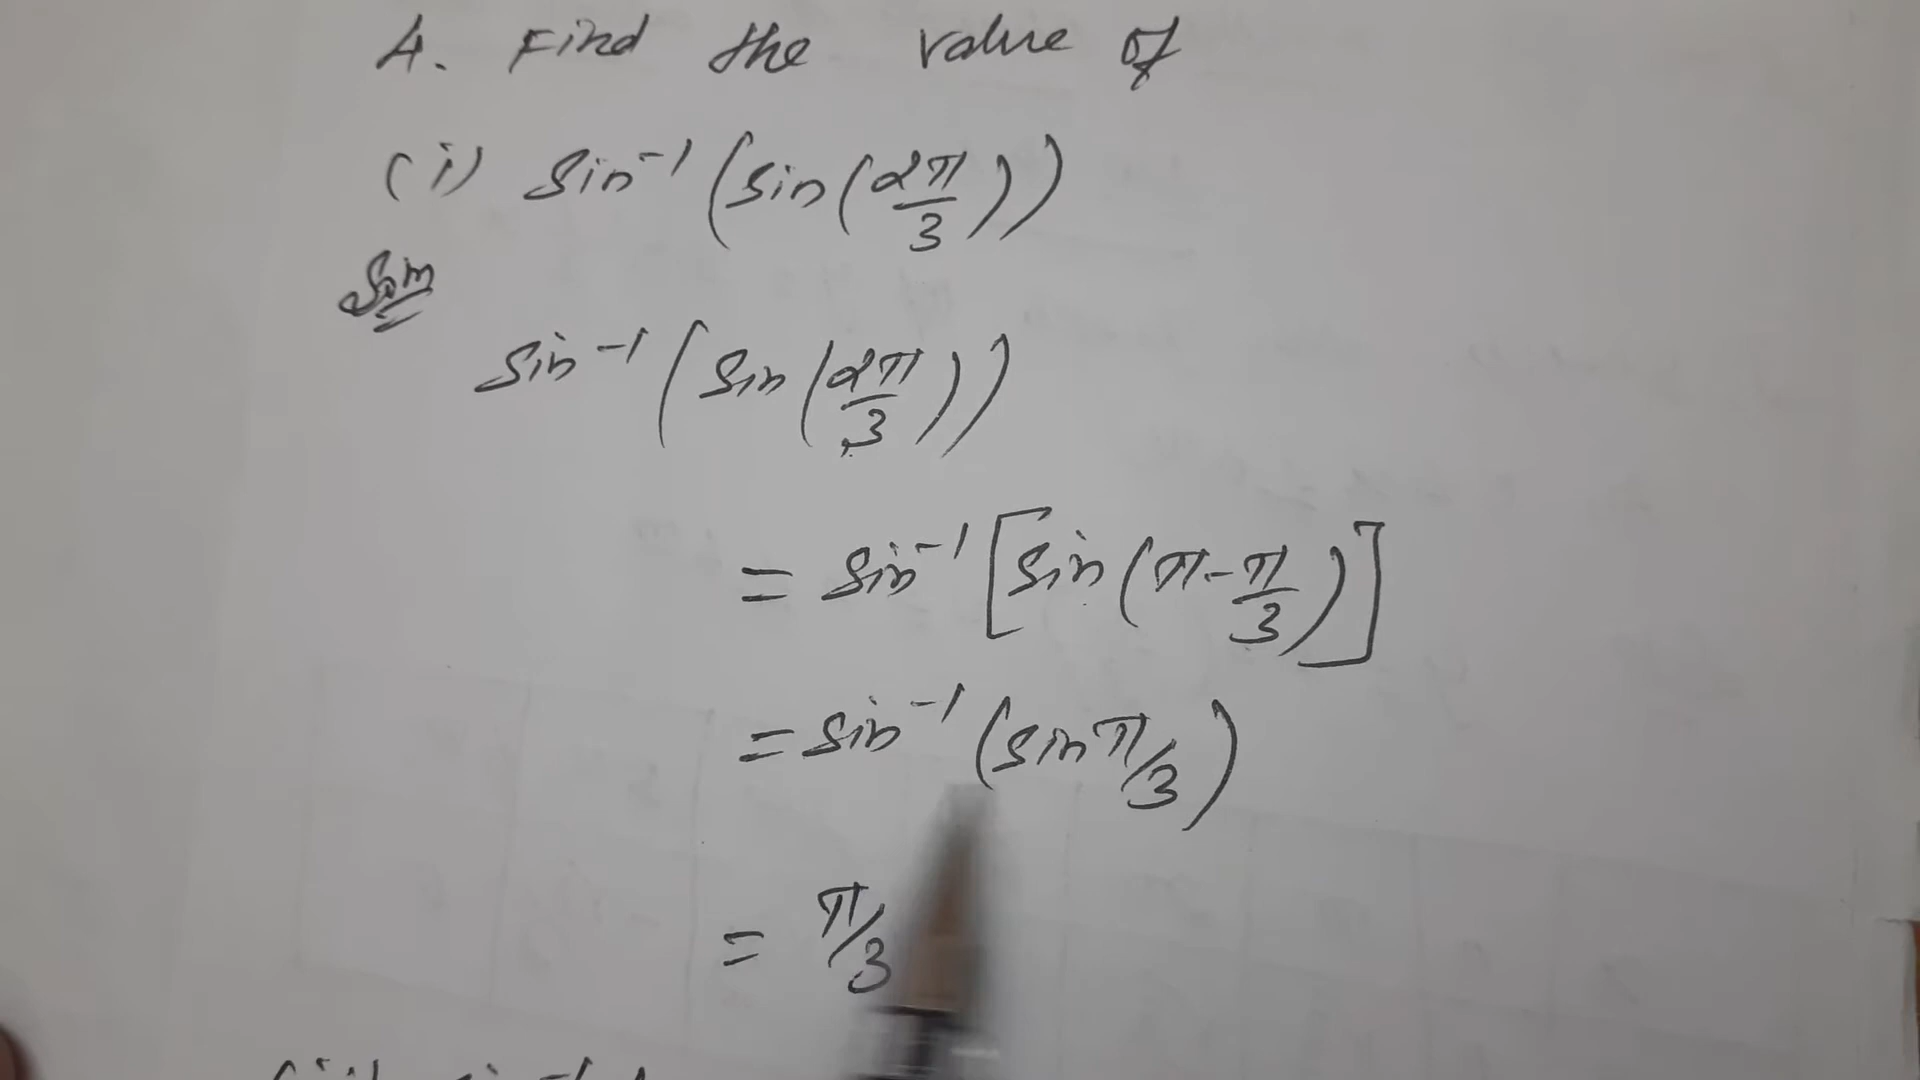 4. Find the value of
(i) sin⁻¹(sin(2π/3))
Soln
sin⁻¹(sin(2π/3))
= sin⁻¹[sin(π-π/3)]
= sin⁻¹(sin π/3)
= π/3